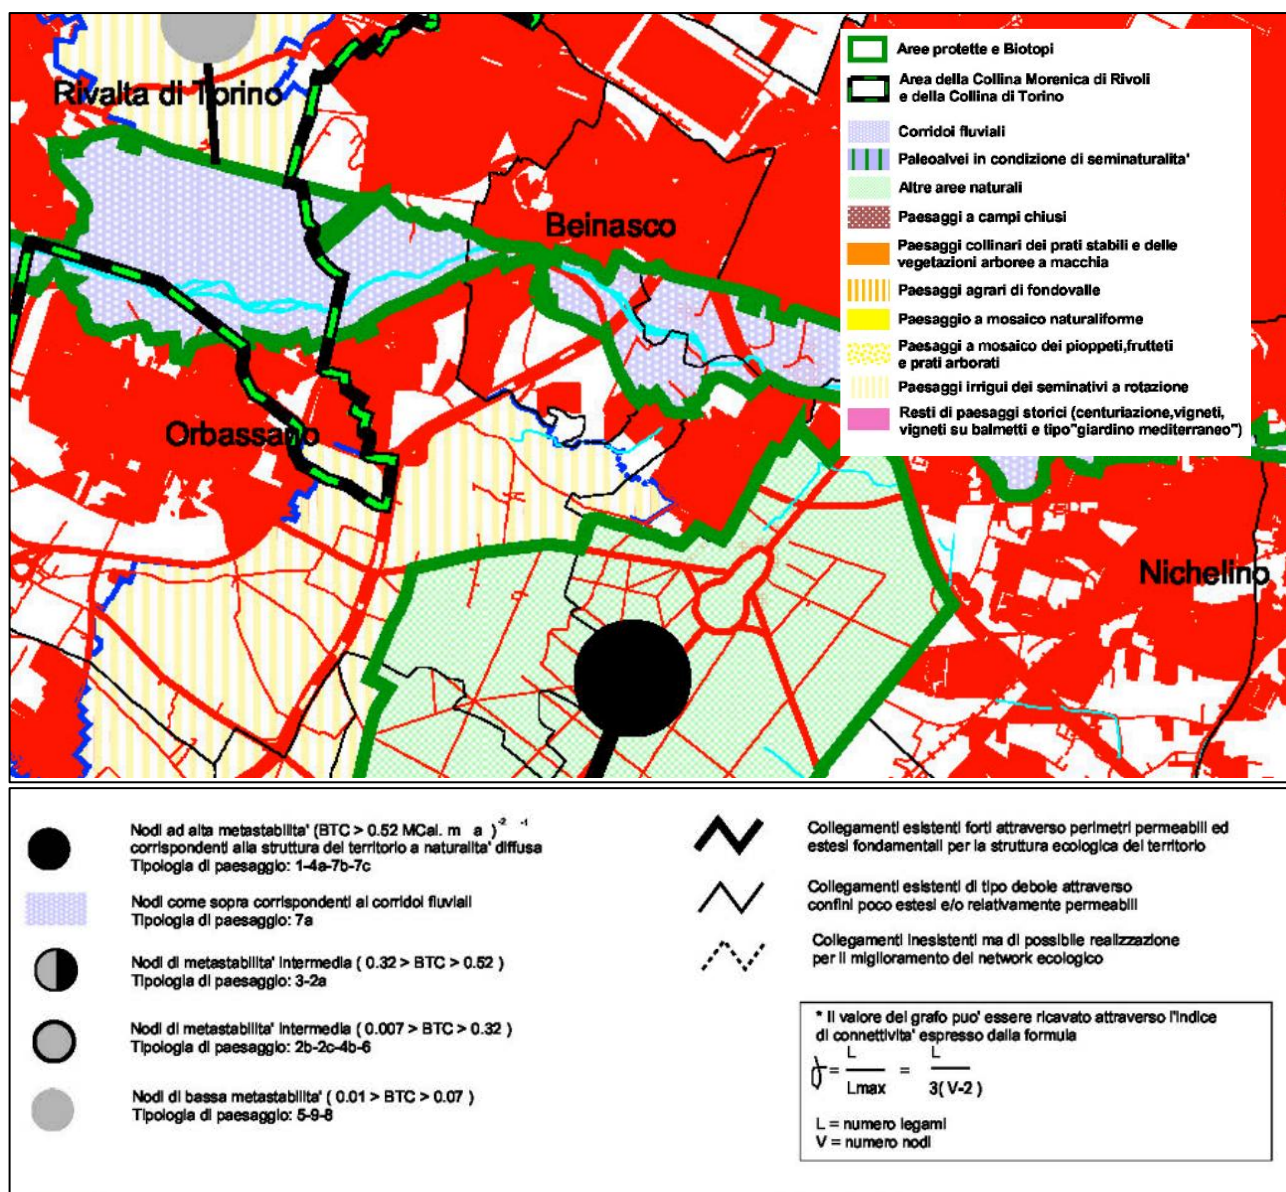 Rivalta di Torino
Beinasco
Orbassano
Nichelino
Aree protette e Biotopi
Area della Collina Morenica di Rivoli
e della Collina di Torino
Corridoi fluviali
Paleoalvei in condizione di seminaturalita'
Altre aree naturali
Paesaggi a campi chiusi
Paesaggi collinari dei prati stabili e delle
vegetazioni arboree a macchia
Paesaggi agrari di fondovalle
Paesaggio a mosaico naturaliforme
Paesaggi a mosaico dei pioppeti,frutteti
e prati arborati
Paesaggi irrigui dei seminativi a rotazione
Resti di paesaggi storici (centuriazione,vigneti,
vigneti su balmetti e tipo"giardino mediterraneo")
Nodi ad alta metastabilita' (BTC > 0.52 MCal. m a ) -2 -1
corrispondenti alla struttura del territorio a naturalita' diffusa
Tipologia di paesaggio: 1-4a-7b-7c
Nodi come sopra corrispondenti ai corridoi fluviali
Tipologia di paesaggio: 7a
Nodi di metastabilita' intermedia ( 0.32 > BTC > 0.52 )
Tipologia di paesaggio: 3-2a
Nodi di metastabilita' intermedia ( 0.007 > BTC > 0.32 )
Tipologia di paesaggio: 2b-2c-4b-6
Nodi di bassa metastabilita' ( 0.01 > BTC > 0.07 )
Tipologia di paesaggio: 5-9-8
Collegamenti esistenti forti attraverso perimetri permeabili ed
estesi fondamentali per la struttura ecologica del territorio
Collegamenti esistenti di tipo debole attraverso
confini poco estesi e/o relativamente permeabili
Collegamenti inesistenti ma di possibile realizzazione
per il miglioramento del network ecologico
* Il valore del grafo puo' essere ricavato attraverso l'indice
di connettivita' espresso dalla formula
L L
= =
Lmax 3( V-2 )
L = numero legami
V = numero nodi